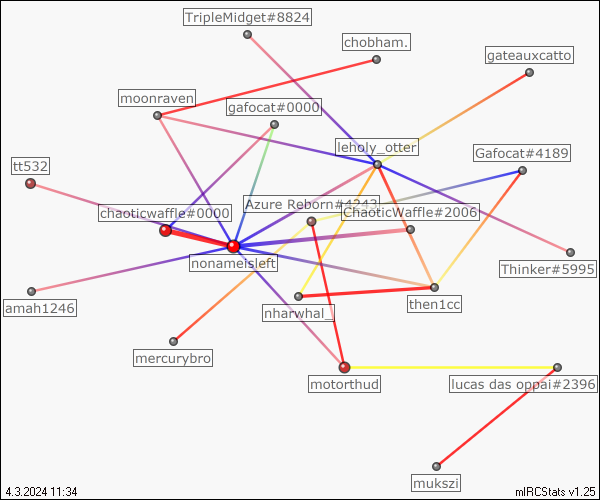 TripleMidget#8824
chobham.
gateauxcatto
moonraven
gafocat#0000
leholy_otter
Gafocat#4189
tt532
Azure Reborn#4243
chaoticwaffle#0000
ChaoticWaffle#2006
nonameisleft
Thinker#5995
amah1246
nharwhal_
then1cc
mercurybro
motorthud
lucas das oppai#2396
mukszi
4.3.2024 11:34
mIRCStats v1.25